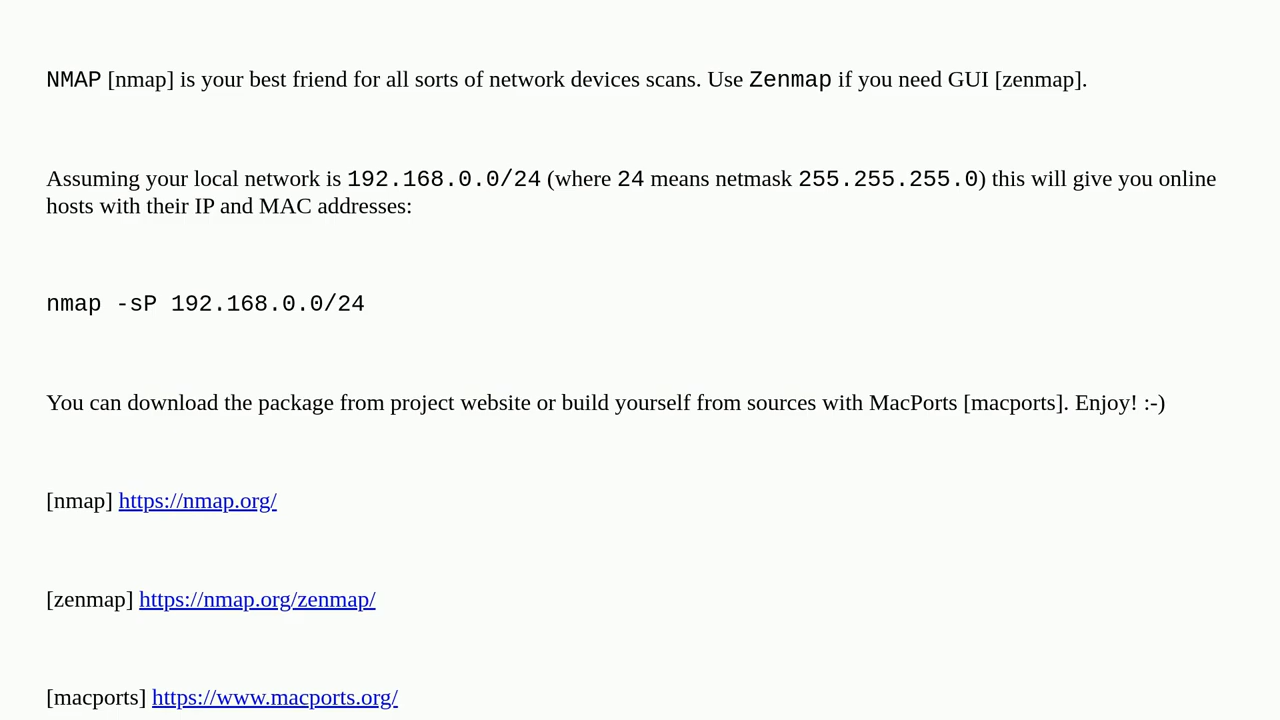 NMAP [nmap] is your best friend for all sorts of network devices scans. Use Zenmap if you need GUI [zenmap].
Assuming your local network is 192.168.0.0/24 (where 24 means netmask 255.255.255.0) this will give you online
hosts with their IP and MAC addresses:
nmap -sP 192.168.0.0/24
You can download the package from project website or build yourself from sources with MacPorts [macports]. Enjoy! :-)
[nmap] https://nmap.org/
[zenmap] https://nmap.org/zenmap/
[macports] https://www.macports.org/